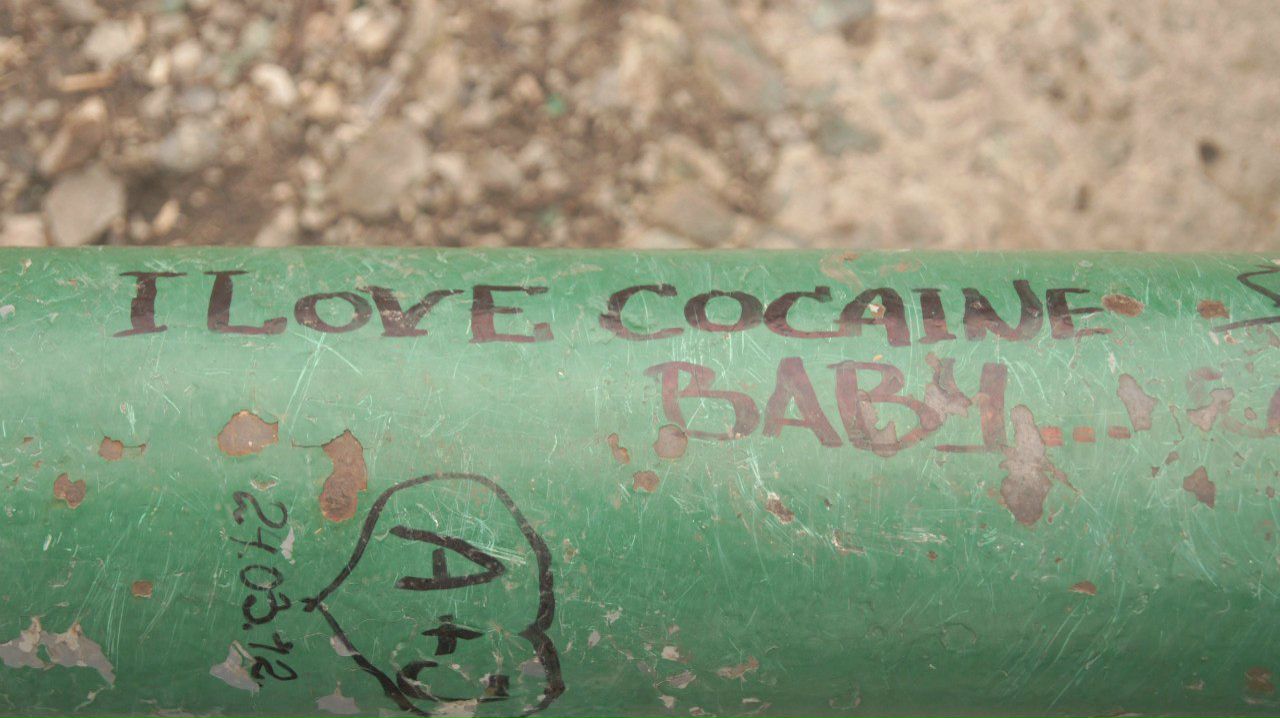 I LOVE COCAINE
BABY...
24.03.12
A+